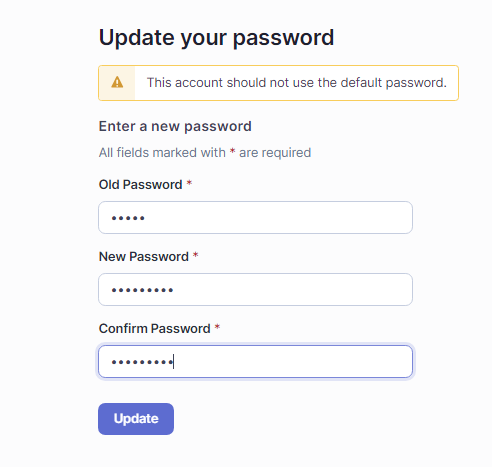 Update your password
This account should not use the default password.
Enter a new password
All fields marked with * are required
Old Password *
•••••
New Password *
•••••••••
Confirm Password *
•••••••••
Update